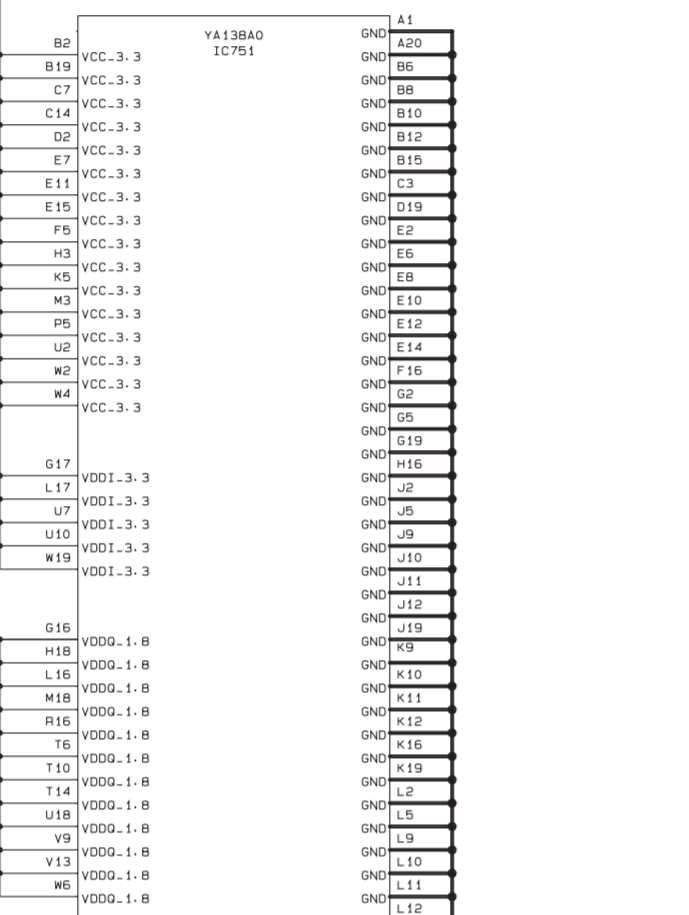 YA138A0
IC751
B2 VCC_3.3
B19 VCC_3.3
C7 VCC_3.3
C14 VCC_3.3
D2 VCC_3.3
E7 VCC_3.3
E11 VCC_3.3
E15 VCC_3.3
F5 VCC_3.3
H3 VCC_3.3
K5 VCC_3.3
M3 VCC_3.3
P5 VCC_3.3
U2 VCC_3.3
W2 VCC_3.3
W4 VCC_3.3
G17 VDDI_3.3
L17 VDDI_3.3
U7 VDDI_3.3
U10 VDDI_3.3
W19 VDDI_3.3
G16 VDDQ_1.8
H18 VDDQ_1.8
L16 VDDQ_1.8
M18 VDDQ_1.8
R16 VDDQ_1.8
T6 VDDQ_1.8
T10 VDDQ_1.8
T14 VDDQ_1.8
U18 VDDQ_1.8
V9 VDDQ_1.8
V13 VDDQ_1.8
W6 VDDQ_1.8
GND A1
GND A20
GND B6
GND B8
GND B10
GND B12
GND B15
GND C3
GND D19
GND E2
GND E6
GND E8
GND E10
GND E12
GND E14
GND F16
GND G2
GND G5
GND G19
GND H16
GND J2
GND J5
GND J9
GND J10
GND J11
GND J12
GND J19
GND K9
GND K10
GND K11
GND K12
GND K16
GND K19
GND L2
GND L5
GND L9
GND L10
GND L11
L12